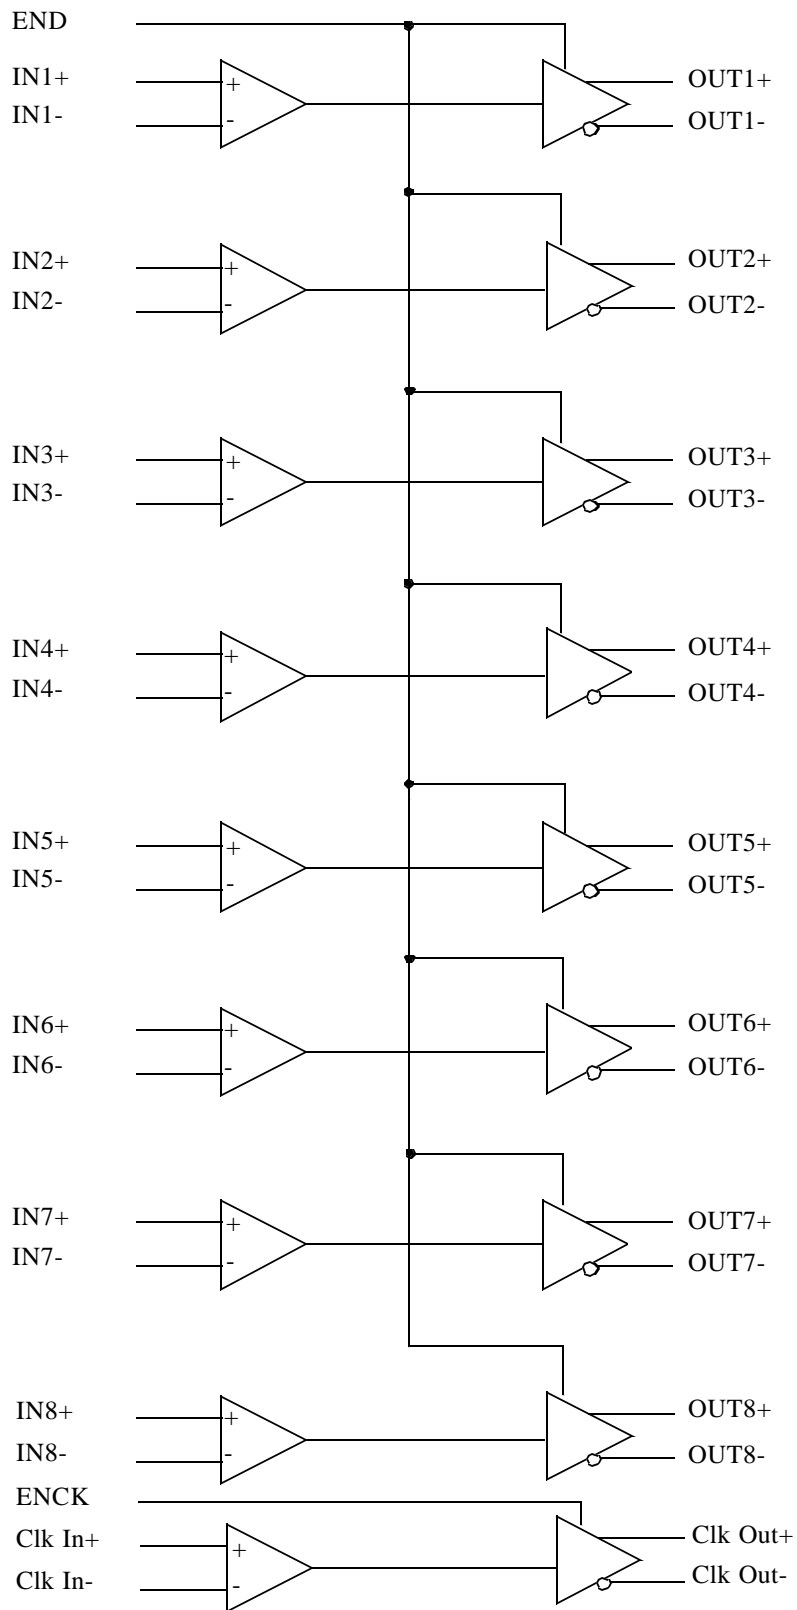 END
IN1+ + OUT1+
IN1- - OUT1-
IN2+ + OUT2+
IN2- - OUT2-
IN3+ + OUT3+
IN3- - OUT3-
IN4+ + OUT4+
IN4- - OUT4-
IN5+ + OUT5+
IN5- - OUT5-
IN6+ + OUT6+
IN6- - OUT6-
IN7+ + OUT7+
IN7- - OUT7-
IN8+ + OUT8+
IN8- - OUT8-
ENCK
Clk In+ + Clk Out+
Clk In- - Clk Out-